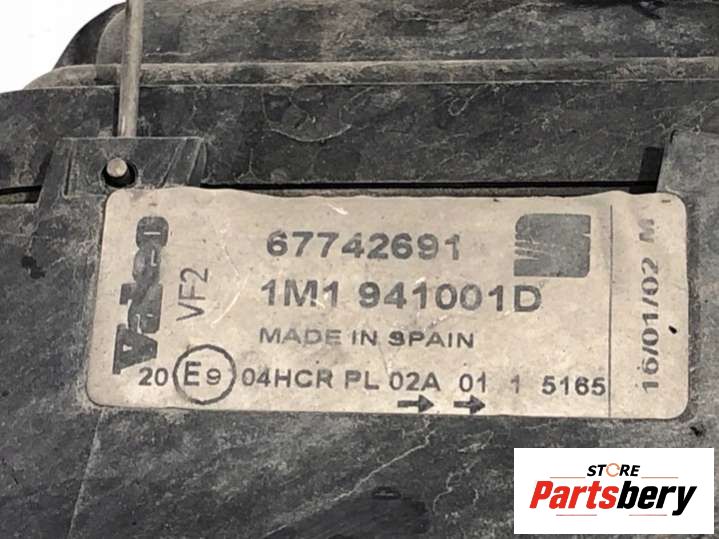 67742691
1M1 941001D
MADE IN SPAIN
20 E9 04HCR PL 02A 01 1 5165
VF2
16/01/02 M
STORE
Partsbery